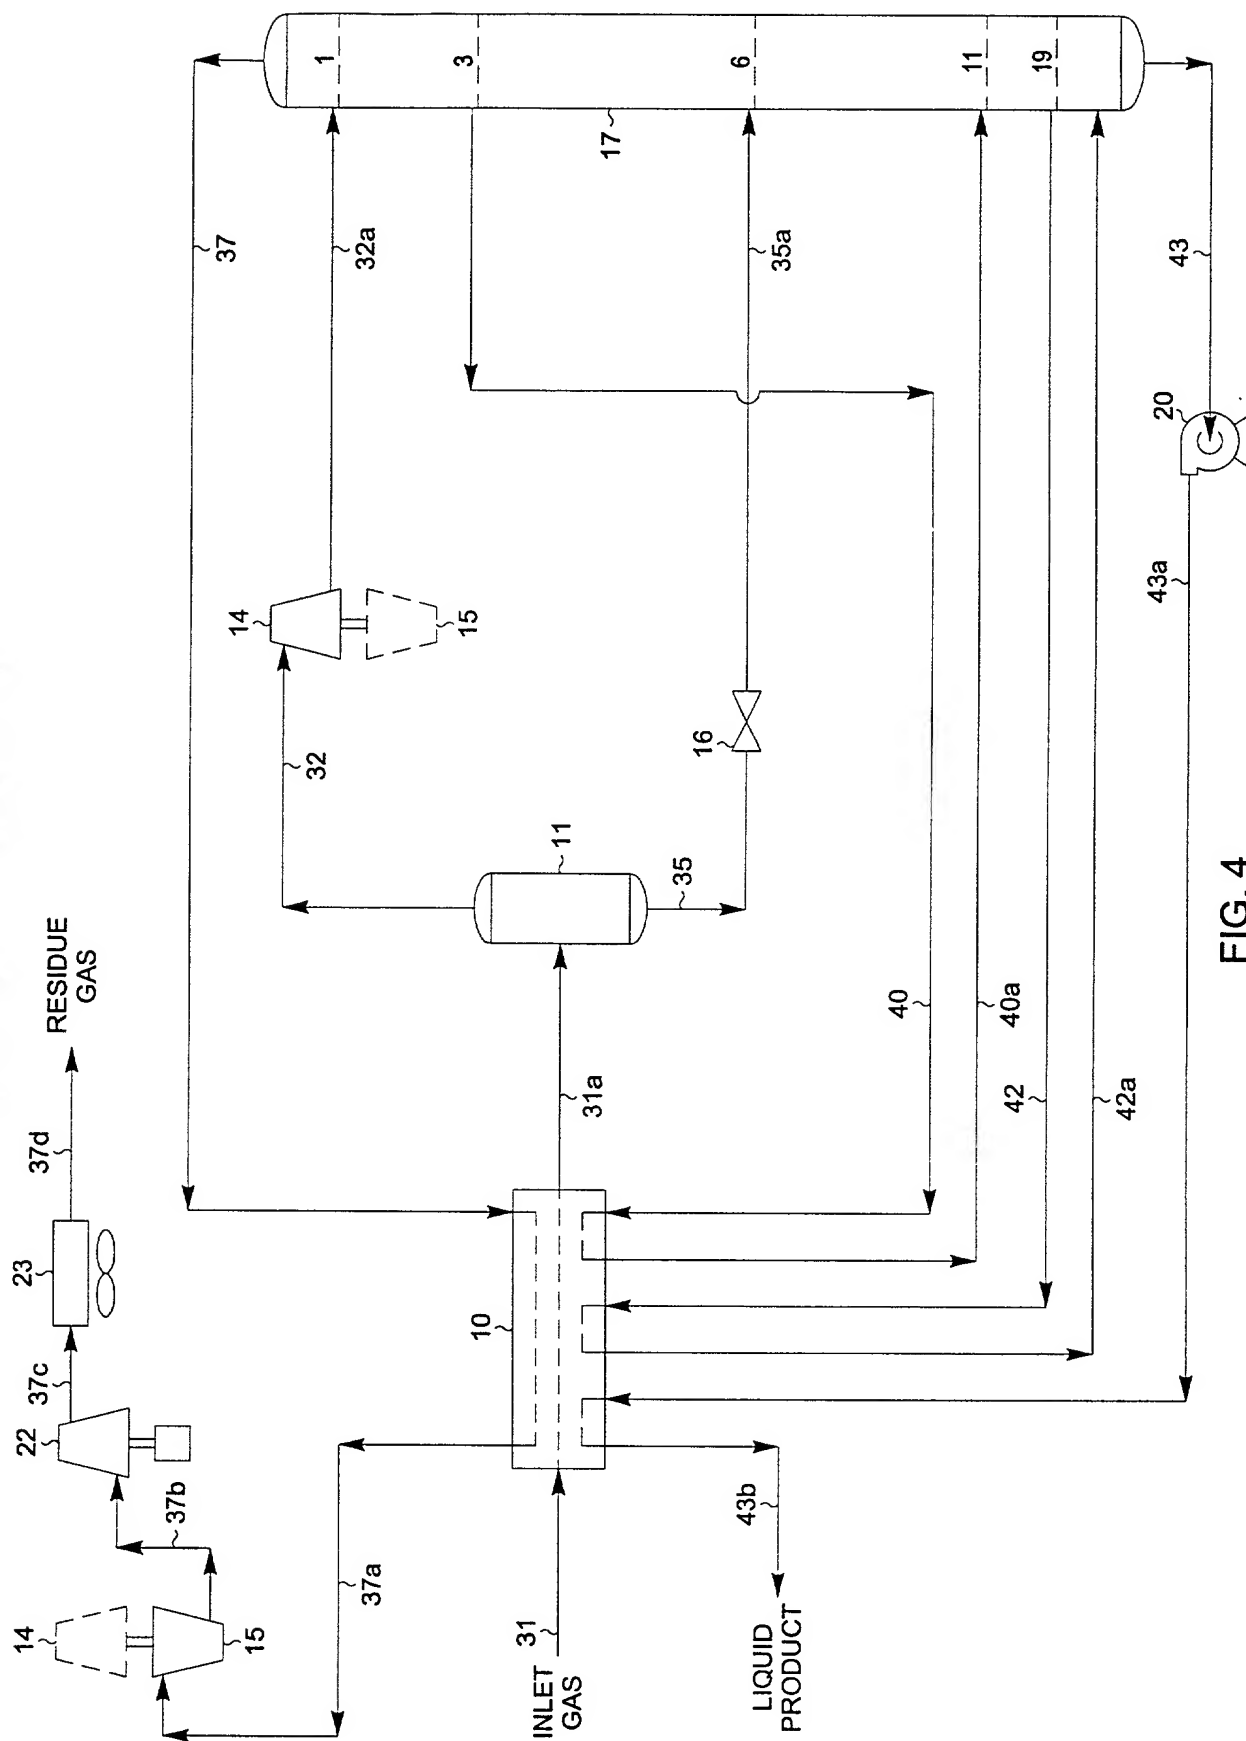 RESIDUE
GAS
37d
23
37c
22
37b
14
15
37a
37
1
3
6
11
19
17
32a
14
15
32
35a
16
11
35
31a
10
31
INLET
GAS
40
40a
42
42a
43
20
43a
43b
LIQUID
PRODUCT
FIG. 4